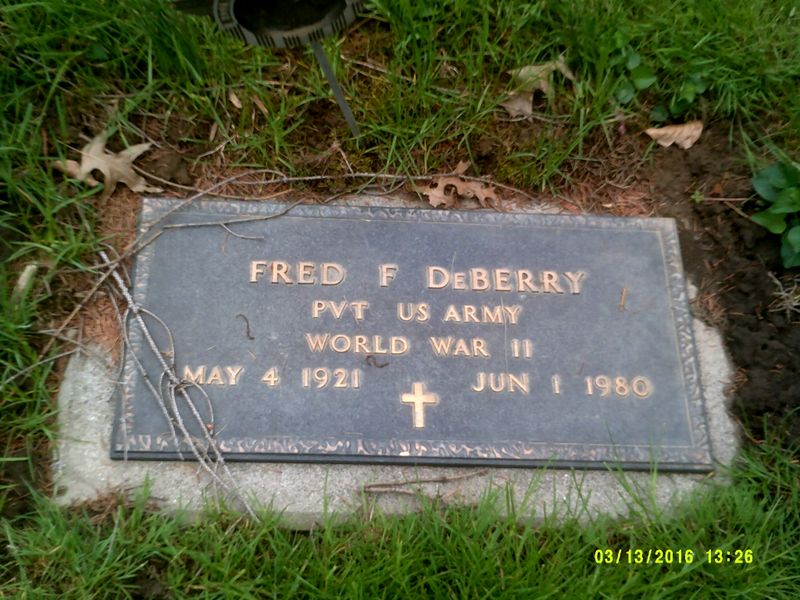 FRED F DeBERRY
PVT US ARMY
WORLD WAR II
MAY 4 1921 JUN 1 1980
03/13/2016 13:26